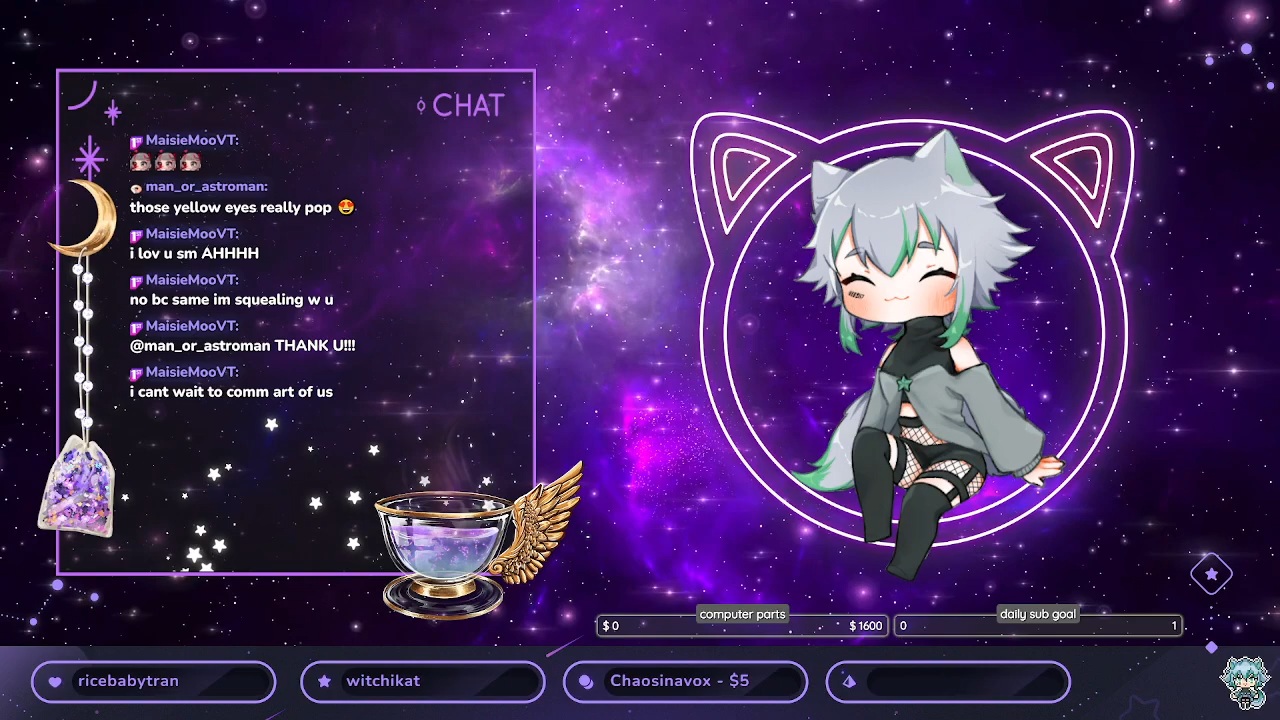 CHAT
MaisieMooVT:
man_or_astroman:
those yellow eyes really pop 😍
MaisieMooVT:
i lov u sm AHHHH
MaisieMooVT:
no bc same im squealing w u
MaisieMooVT:
@man_or_astroman THANK U!!!
MaisieMooVT:
i cant wait to comm art of us
computer parts
$0 $1600
daily sub goal
0 1
ricebabytran
witchikat
Chaosinavox - $5